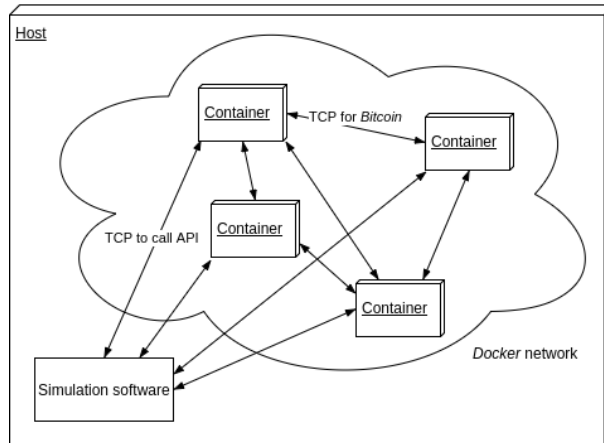 Host
Container
TCP for Bitcoin
Container
Container
TCP to call API
Container
Docker network
Simulation software